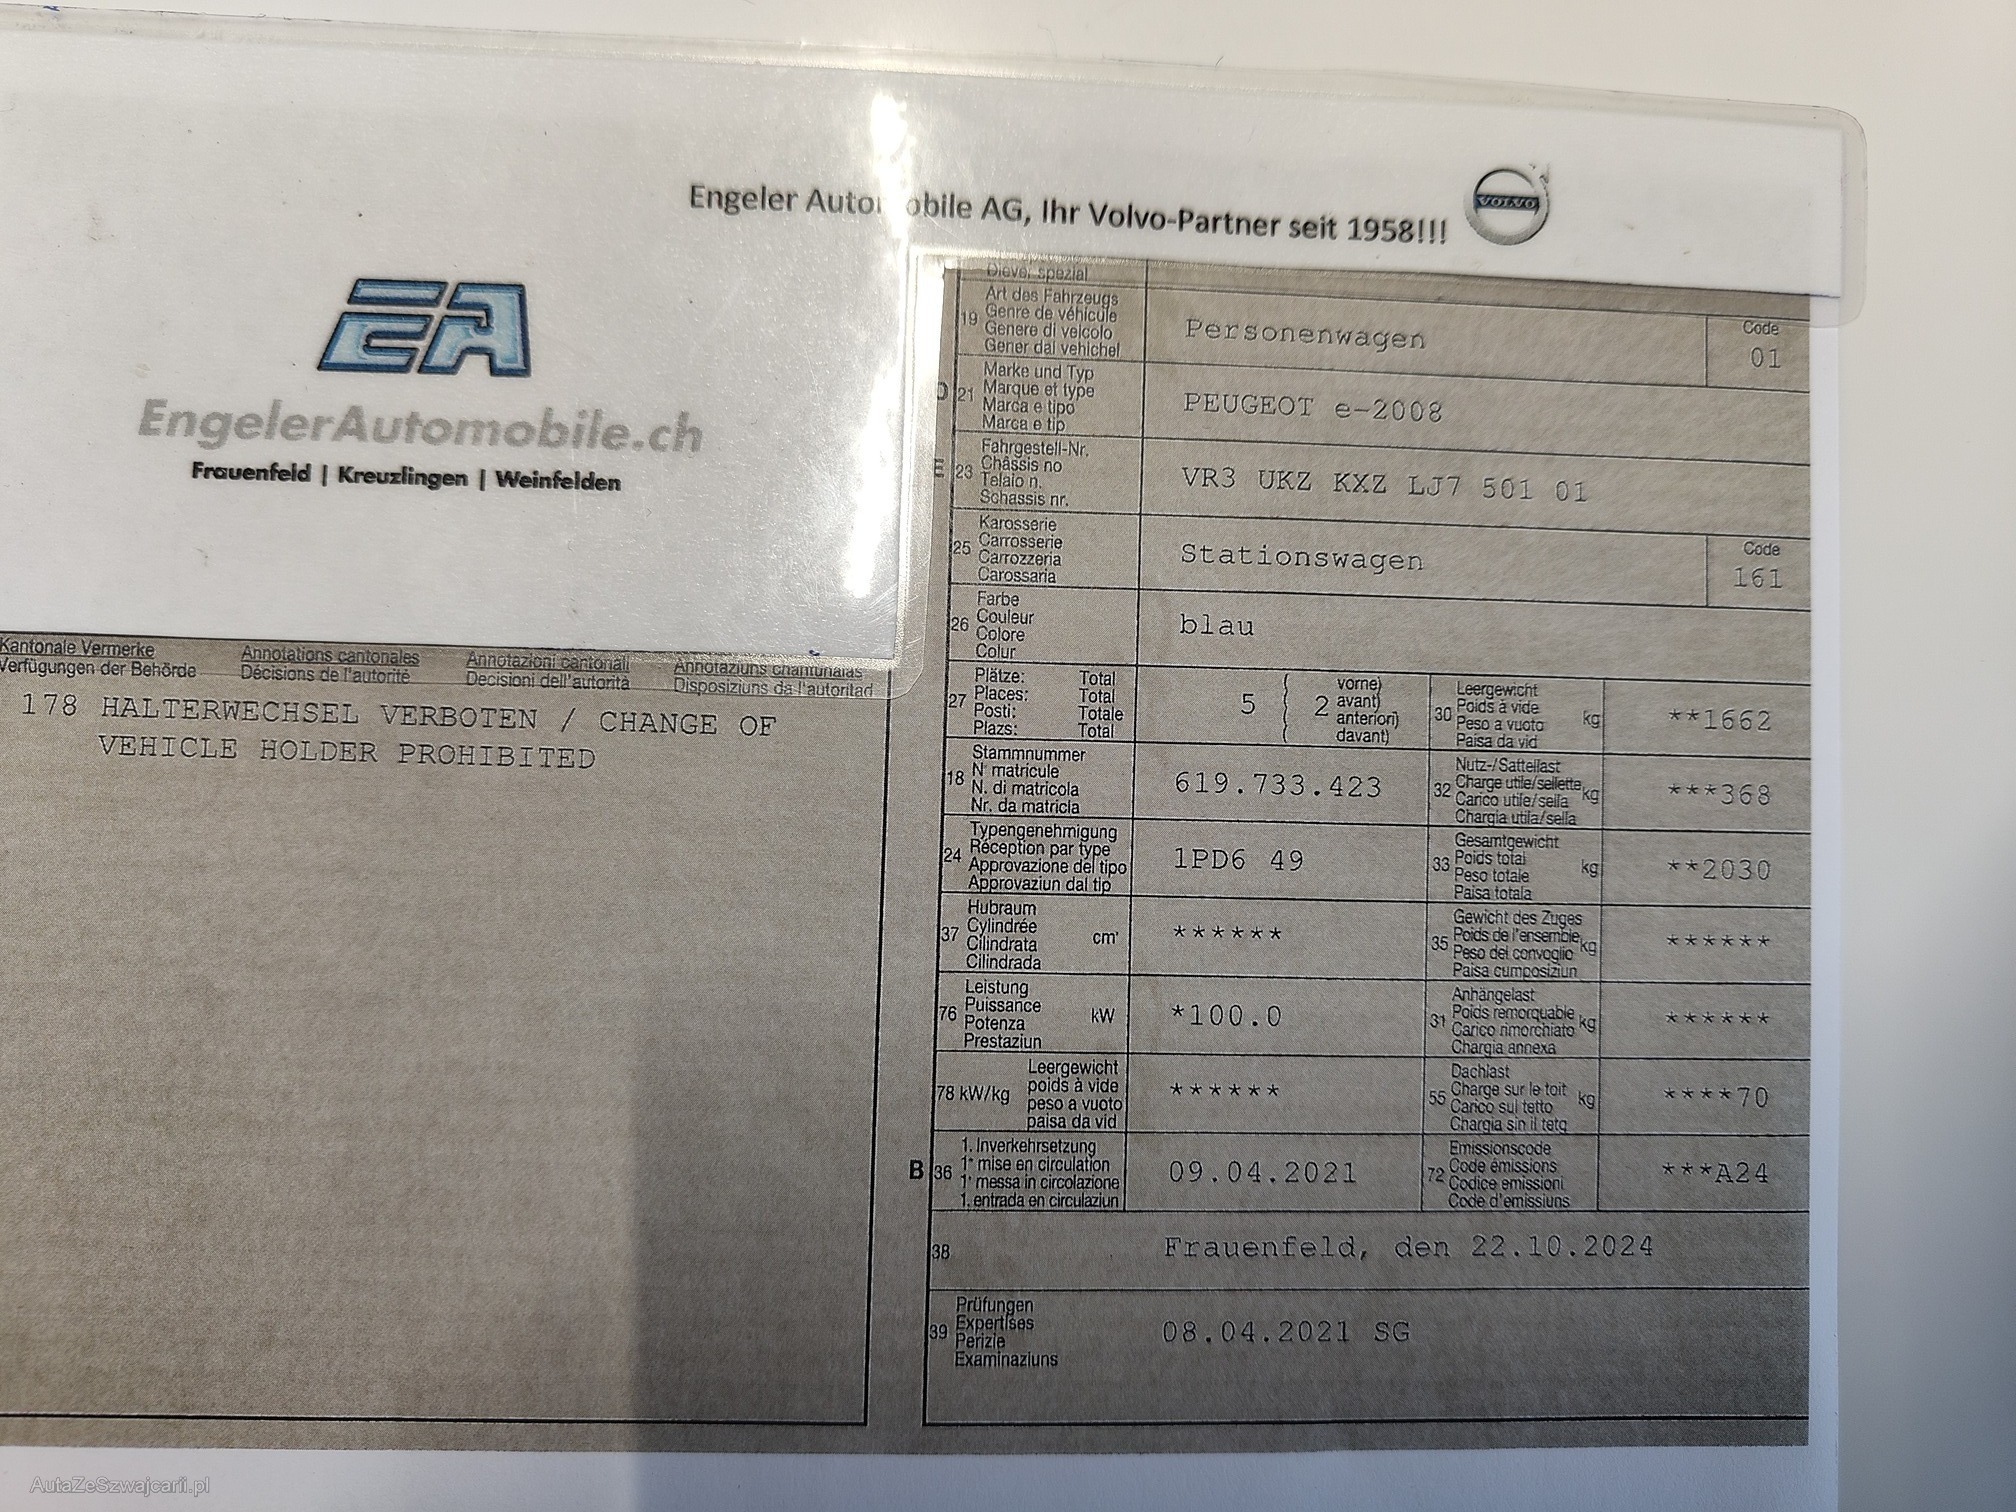 Engeler Automobile AG, Ihr Volvo-Partner seit 1958!!!
VOLVO
EA
EngelerAutomobile.ch
Frauenfeld | Kreuzlingen | Weinfelden
Kantonale Vermerke Annotations cantonales Annotazioni cantonali Annotaziuns chantunalas
Verfügungen der Behörde Décisions de l'autorité Decisioni dell'autorità Disposiziuns da l'autoritad
178 HALTERWECHSEL VERBOTEN / CHANGE OF
VEHICLE HOLDER PROHIBITED
spezial
19
Art des Fahrzeugs
Genre de véhicule
Genere di veicolo
Gener dal vehichel
Personenwagen
Code
01
D 21
Marke und Typ
Marque et type
Marca e tipo
Marca e tip
PEUGEOT e-2008
E 23
Fahrgestell-Nr.
Châssis no
Telaio n.
Schassis nr.
VR3 UKZ KXZ LJ7 501 01
25
Karosserie
Carrosserie
Carrozzeria
Carossaria
Stationswagen
Code
161
26
Farbe
Couleur
Colore
Colur
blau
27
Plätze: Total
Places: Total
Posti: Totale
Plazs: Total
5
2
vorne)
avant)
anteriori)
davant)
30
Leergewicht
Poids à vide
Peso a vuoto
Paisa da vid
kg
**1662
18
Stammnummer
N° matricule
N. di matricola
Nr. da matricla
619.733.423
32
Nutz-/Sattellast
Charge utile/sellette
Carico utile/sella
Chargia utila/sella
kg
***368
24
Typengenehmigung
Réception par type
Approvazione del tipo
Approvaziun dal tip
1PD6 49
33
Gesamtgewicht
Poids total
Peso totale
Paisa totala
kg
**2030
37
Hubraum
Cylindrée
Cilindrata
Cilindrada
cm³
******
35
Gewicht des Zuges
Poids de l'ensemble
Peso del convoglio
Paisa cumposiziun
kg
******
76
Leistung
Puissance
Potenza
Prestaziun
kW
*100.0
31
Anhängelast
Poids remorquable
Carico rimorchiato
Chargia annexa
kg
******
78 kW/kg
Leergewicht
poids à vide
peso a vuoto
paisa da vid
******
55
Dachlast
Charge sur le toit
Carico sul tetto
Chargia sin il tetg
kg
****70
B 36
1. Inverkehrsetzung
1° mise en circulation
1° messa in circolazione
1. entrada en circulaziun
09.04.2021
72
Emissionscode
Code émissions
Codice emissioni
Code d'emissiuns
***A24
38
Frauenfeld, den 22.10.2024
39
Prüfungen
Expertises
Perizie
Examinaziuns
08.04.2021 SG
AutaZeSzwajcarii.pl